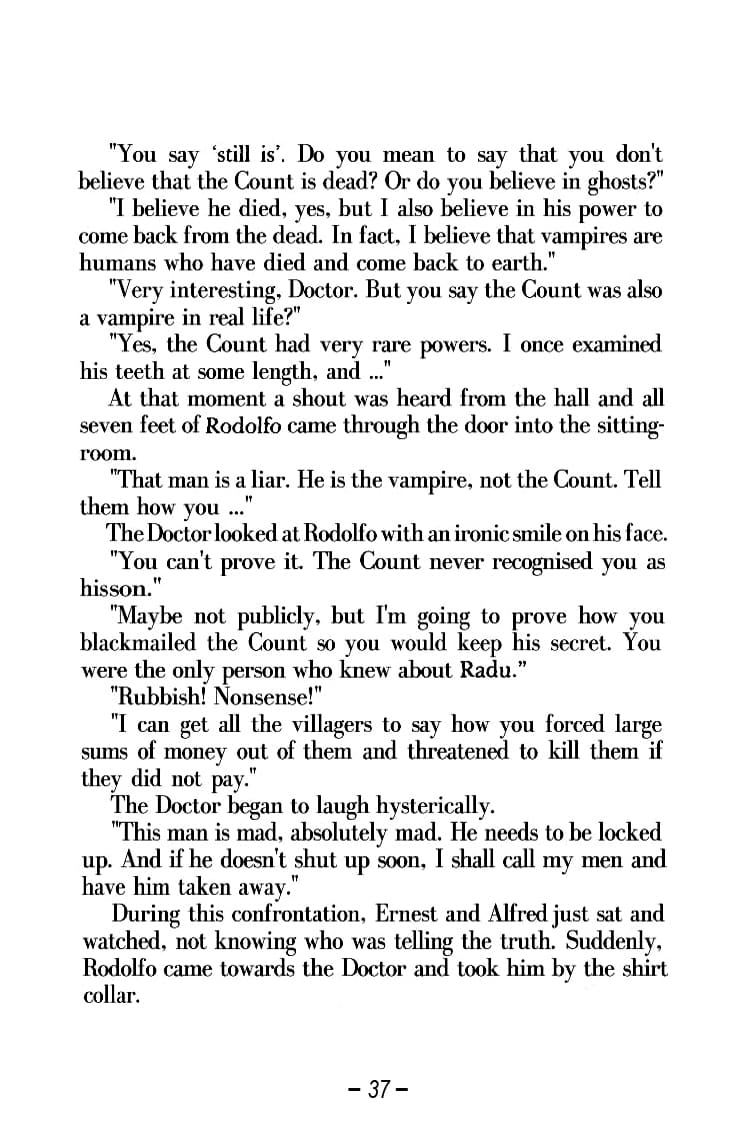 "You say ‘still is’. Do you mean to say that you don't
believe that the Count is dead? Or do you believe in ghosts?"
"I believe he died, yes, but I also believe in his power to
come back from the dead. In fact, I believe that vampires are
humans who have died and come back to earth."
"Very interesting, Doctor. But you say the Count was also
a vampire in real life?"
"Yes, the Count had very rare powers. I once examined
his teeth at some length, and ..."
At that moment a shout was heard from the hall and all
seven feet of Rodolfo came through the door into the sitting-
room.
"That man is a liar. He is the vampire, not the Count. Tell
them how you ..."
The Doctor looked at Rodolfo with an ironic smile on his face.
"You can't prove it. The Count never recognised you as
hisson."
"Maybe not publicly, but I'm going to prove how you
blackmailed the Count so you would keep his secret. You
were the only person who knew about Radu.”
"Rubbish! Nonsense!"
"I can get all the villagers to say how you forced large
sums of money out of them and threatened to kill them if
they did not pay."
The Doctor began to laugh hysterically.
"This man is mad, absolutely mad. He needs to be locked
up. And if he doesn't shut up soon, I shall call my men and
have him taken away."
During this confrontation, Ernest and Alfred just sat and
watched, not knowing who was telling the truth. Suddenly,
Rodolfo came towards the Doctor and took him by the shirt
collar.
– 37 –